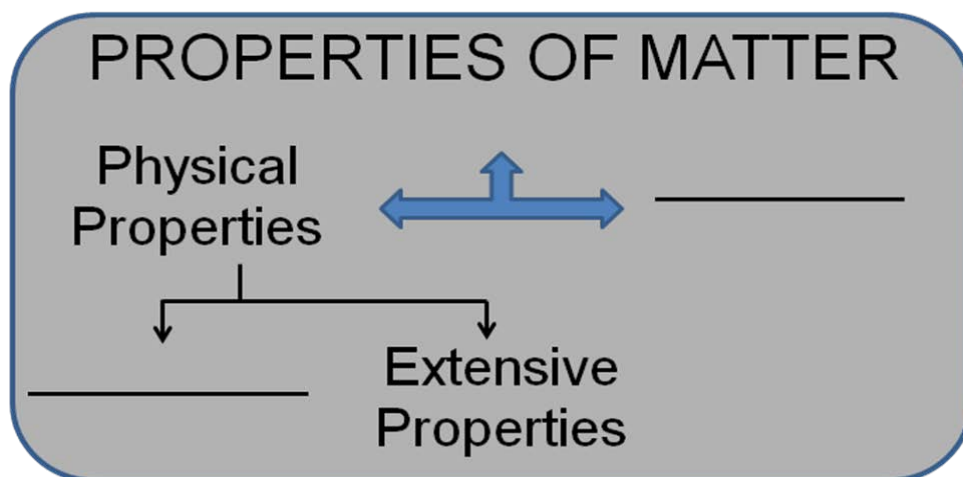 PROPERTIES OF MATTER
Physical
Properties
Extensive
Properties